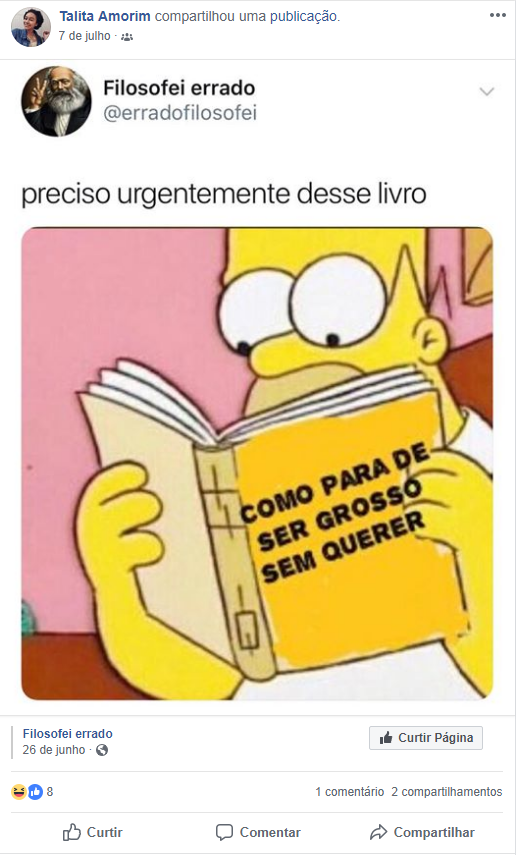 Talita Amorim compartilhou uma publicação.
7 de julho ·
Filosofei errado
@erradofilosofei
preciso urgentemente desse livro
COMO PARA DE
SER GROSSO
SEM QUERER
Filosofei errado
26 de junho ·
Curtir Página
8
1 comentário 2 compartilhamentos
Curtir Comentar Compartilhar